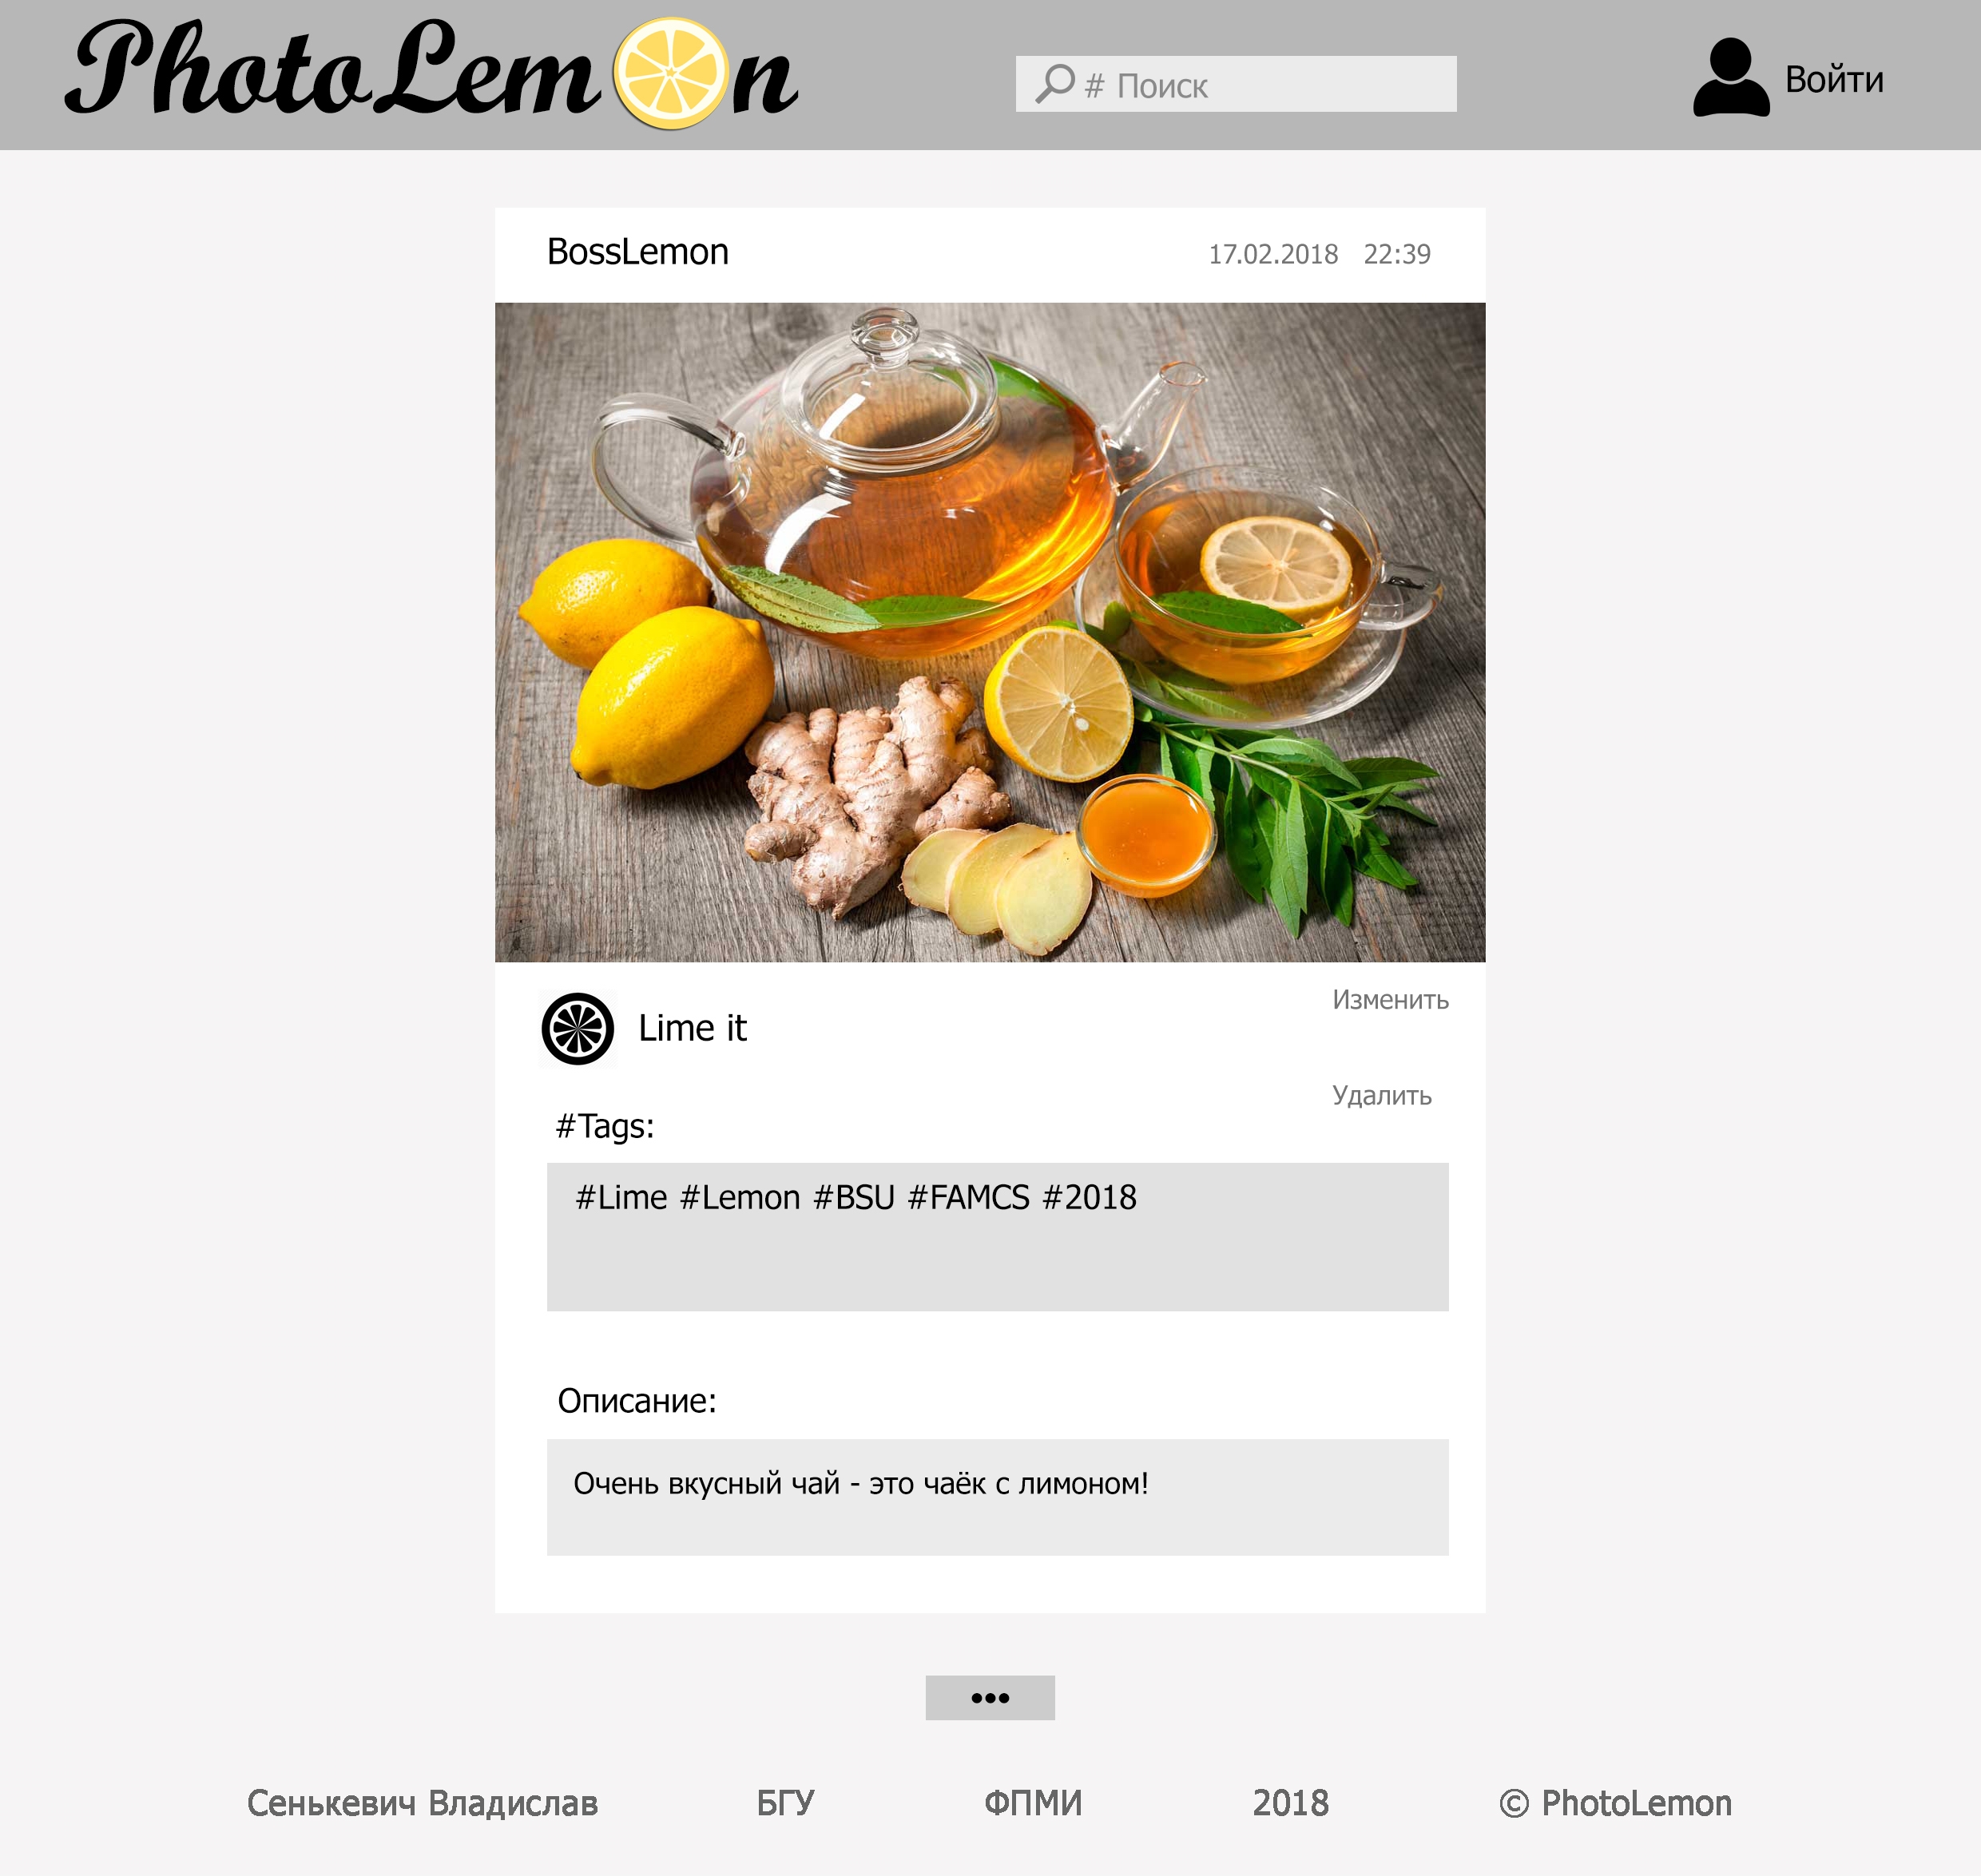 PhotoLemon
# Поиск
Войти
BossLemon
17.02.2018 22:39
Lime it
Изменить
Удалить
#Tags:
#Lime #Lemon #BSU #FAMCS #2018
Описание:
Очень вкусный чай - это чаёк с лимоном!
•••
Сенькевич Владислав БГУ ФПМИ 2018 © PhotoLemon